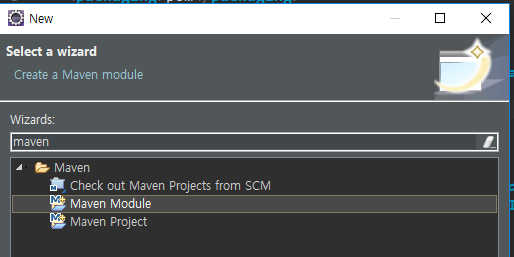 New
Select a wizard
Create a Maven module
Wizards:
maven
Maven
Check out Maven Projects from SCM
Maven Module
Maven Project